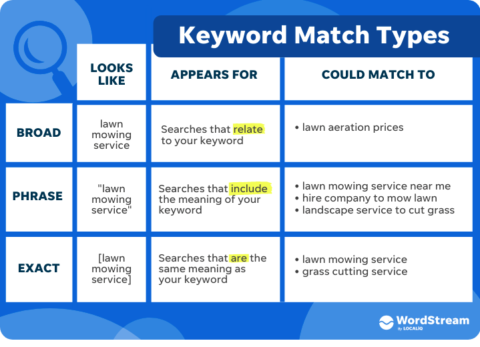 Keyword Match Types
LOOKS
LIKE
APPEARS FOR
COULD MATCH TO
BROAD
lawn
mowing
service
Searches that relate
to your keyword
• lawn aeration prices
PHRASE
"lawn
mowing
service"
Searches that include
the meaning of your
keyword
• lawn mowing service near me
• hire company to mow lawn
• landscape service to cut grass
EXACT
[lawn
mowing
service]
Searches that are the
same meaning as
your keyword
• lawn mowing service
• grass cutting service
WordStream
by LOCALiQ